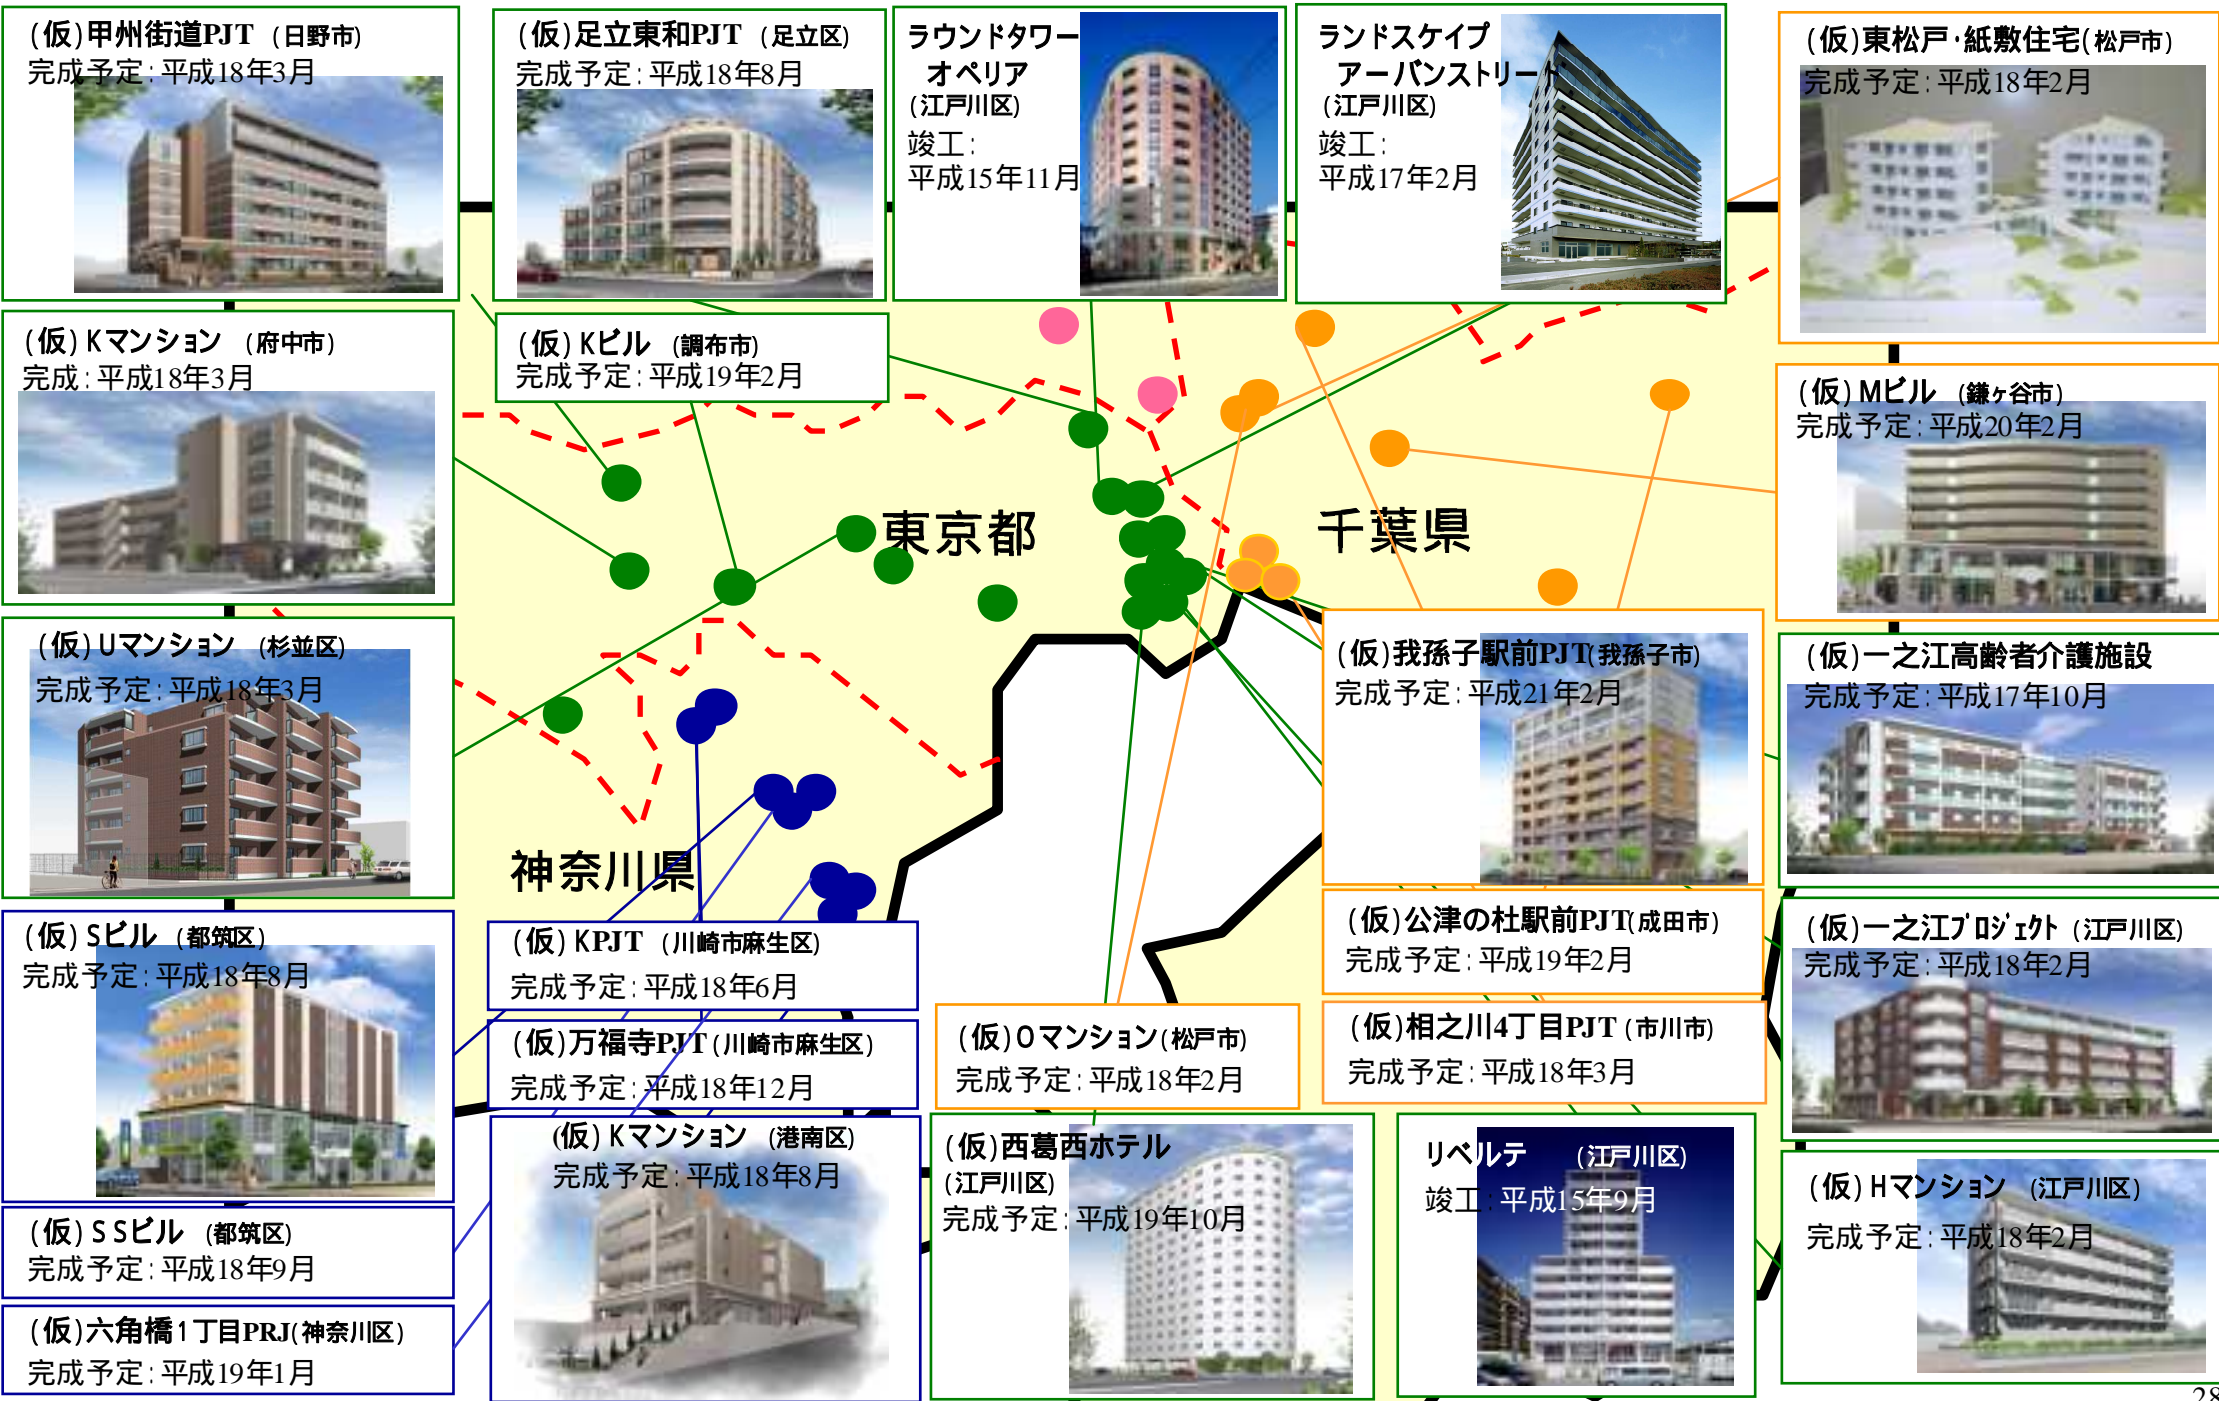 (仮)甲州街道PJT (日野市)
完成予定:平成18年3月
(仮)足立東和PJT (足立区)
完成予定:平成18年8月
ラウンドタワー
オペリア
(江戸川区)
竣工:
平成15年11月
ランドスケイプ
アーバンストリート
(江戸川区)
竣工:
平成17年2月
(仮)東松戸・紙敷住宅(松戸市)
完成予定:平成18年2月
(仮)Kマンション (府中市)
完成:平成18年3月
(仮)Kビル (調布市)
完成予定:平成19年2月
(仮)Mビル (鎌ヶ谷市)
完成予定:平成20年2月
東京都
千葉県
(仮)Uマンション (杉並区)
完成予定:平成18年3月
(仮)我孫子駅前PJT(我孫子市)
完成予定:平成21年2月
(仮)一之江高齢者介護施設
完成予定:平成17年10月
神奈川県
(仮)Sビル (都筑区)
完成予定:平成18年8月
(仮)KPJT (川崎市麻生区)
完成予定:平成18年6月
(仮)公津の杜駅前PJT(成田市)
完成予定:平成19年2月
(仮)一之江プロジェクト (江戸川区)
完成予定:平成18年2月
(仮)万福寺PJT(川崎市麻生区)
完成予定:平成18年12月
(仮)Oマンション(松戸市)
完成予定:平成18年2月
(仮)相之川4丁目PJT (市川市)
完成予定:平成18年3月
(仮)Kマンション (港南区)
完成予定:平成18年8月
(仮)西葛西ホテル
(江戸川区)
完成予定:平成19年10月
リベルテ (江戸川区)
竣工:平成15年9月
(仮)Hマンション (江戸川区)
完成予定:平成18年2月
(仮)SSビル (都筑区)
完成予定:平成18年9月
(仮)六角橋1丁目PRJ(神奈川区)
完成予定:平成19年1月
28